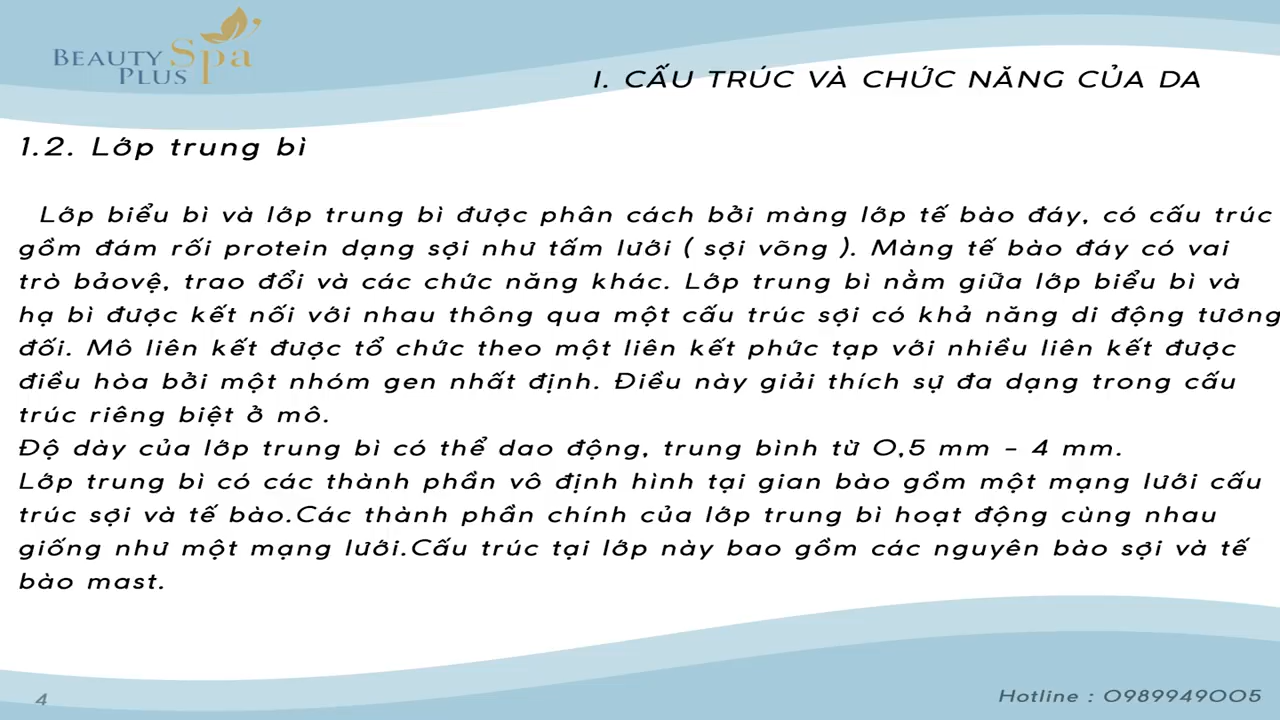 BEAUTY Spa
PLUS
I. CẤU TRÚC VÀ CHỨC NĂNG CỦA DA
1.2. Lớp trung bì
Lớp biểu bì và lớp trung bì được phân cách bởi màng lớp tế bào đáy, có cấu trúc
gồm đám rối protein dạng sợi như tấm lưới ( sợi võng ). Màng tế bào đáy có vai
trò bảovệ, trao đổi và các chức năng khác. Lớp trung bì nằm giữa lớp biểu bì và
hạ bì được kết nối với nhau thông qua một cấu trúc sợi có khả năng di động tương
đối. Mô liên kết được tổ chức theo một liên kết phức tạp với nhiều liên kết được
điều hòa bởi một nhóm gen nhất định. Điều này giải thích sự đa dạng trong cấu
trúc riêng biệt ở mô.
Độ dày của lớp trung bì có thể dao động, trung bình từ 0,5 mm – 4 mm.
Lớp trung bì có các thành phần vô định hình tại gian bào gồm một mạng lưới cấu
trúc sợi và tế bào.Các thành phần chính của lớp trung bì hoạt động cùng nhau
giống như một mạng lưới.Cấu trúc tại lớp này bao gồm các nguyên bào sợi và tế
bào mast.
4
Hotline : 0989949005